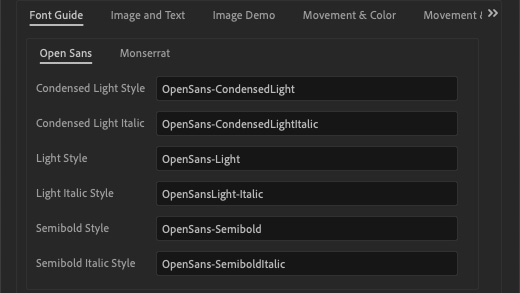 Font Guide Image and Text Image Demo Movement & Color Movement &
Open Sans Monserrat
Condensed Light Style OpenSans-CondensedLight
Condensed Light Italic OpenSans-CondensedLightItalic
Light Style OpenSans-Light
Light Italic Style OpenSansLight-Italic
Semibold Style OpenSans-Semibold
Semibold Italic Style OpenSans-SemiboldItalic